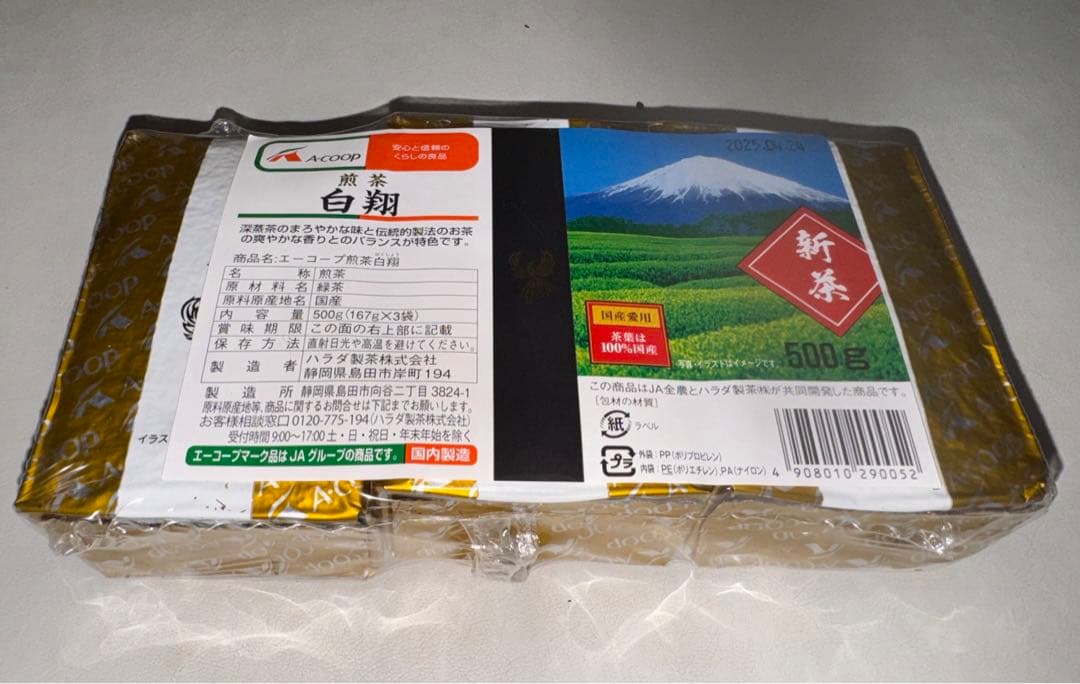 A·COOP
安心と信頼の
くらしの良品
煎茶
白翔
深蒸茶のまろやかな味と伝統的製法のお茶
の爽やかな香りとのバランスが特色です。
商品名:エーコープ煎茶白翔
はくしょう
名称 煎茶
原材料名 緑茶
原料原産地名 国産
内容量 500g(167g×3袋)
賞味期限 この面の右上部に記載
保存方法 直射日光や高温を避けてください。
製造者 ハラダ製茶株式会社
静岡県島田市岸町194
製造所 静岡県島田市向谷二丁目3824-1
原料原産地等、商品に関するお問合せは下記までお願いします。
お客様相談窓口 0120-775-194(ハラダ製茶株式会社)
受付時間 9:00〜17:00 土・日・祝日・年末年始を除く
エーコープマーク品はJAグループの商品です。
国内製造
2025.04.24
新茶
国産愛用
茶葉は
100%国産
写真・イラストはイメージです。
500g
この商品はJA全農とハラダ製茶㈱が共同開発した商品です。
[包材の材質]
紙 ラベル
プラ 外袋:PP(ポリプロピレン)
内袋:PE(ポリエチレン),PA(ナイロン)
4 908010 290052
イラス
A·COOP